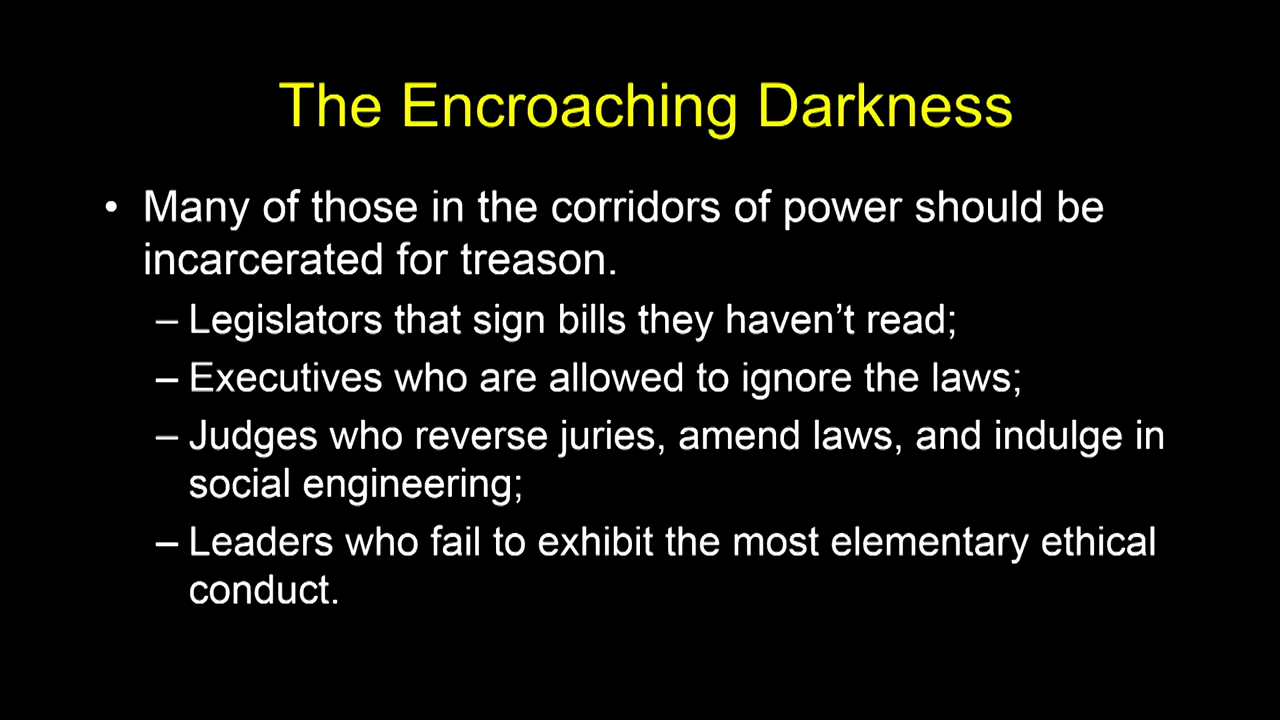 The Encroaching Darkness
• Many of those in the corridors of power should be
incarcerated for treason.
– Legislators that sign bills they haven’t read;
– Executives who are allowed to ignore the laws;
– Judges who reverse juries, amend laws, and indulge in
social engineering;
– Leaders who fail to exhibit the most elementary ethical
conduct.